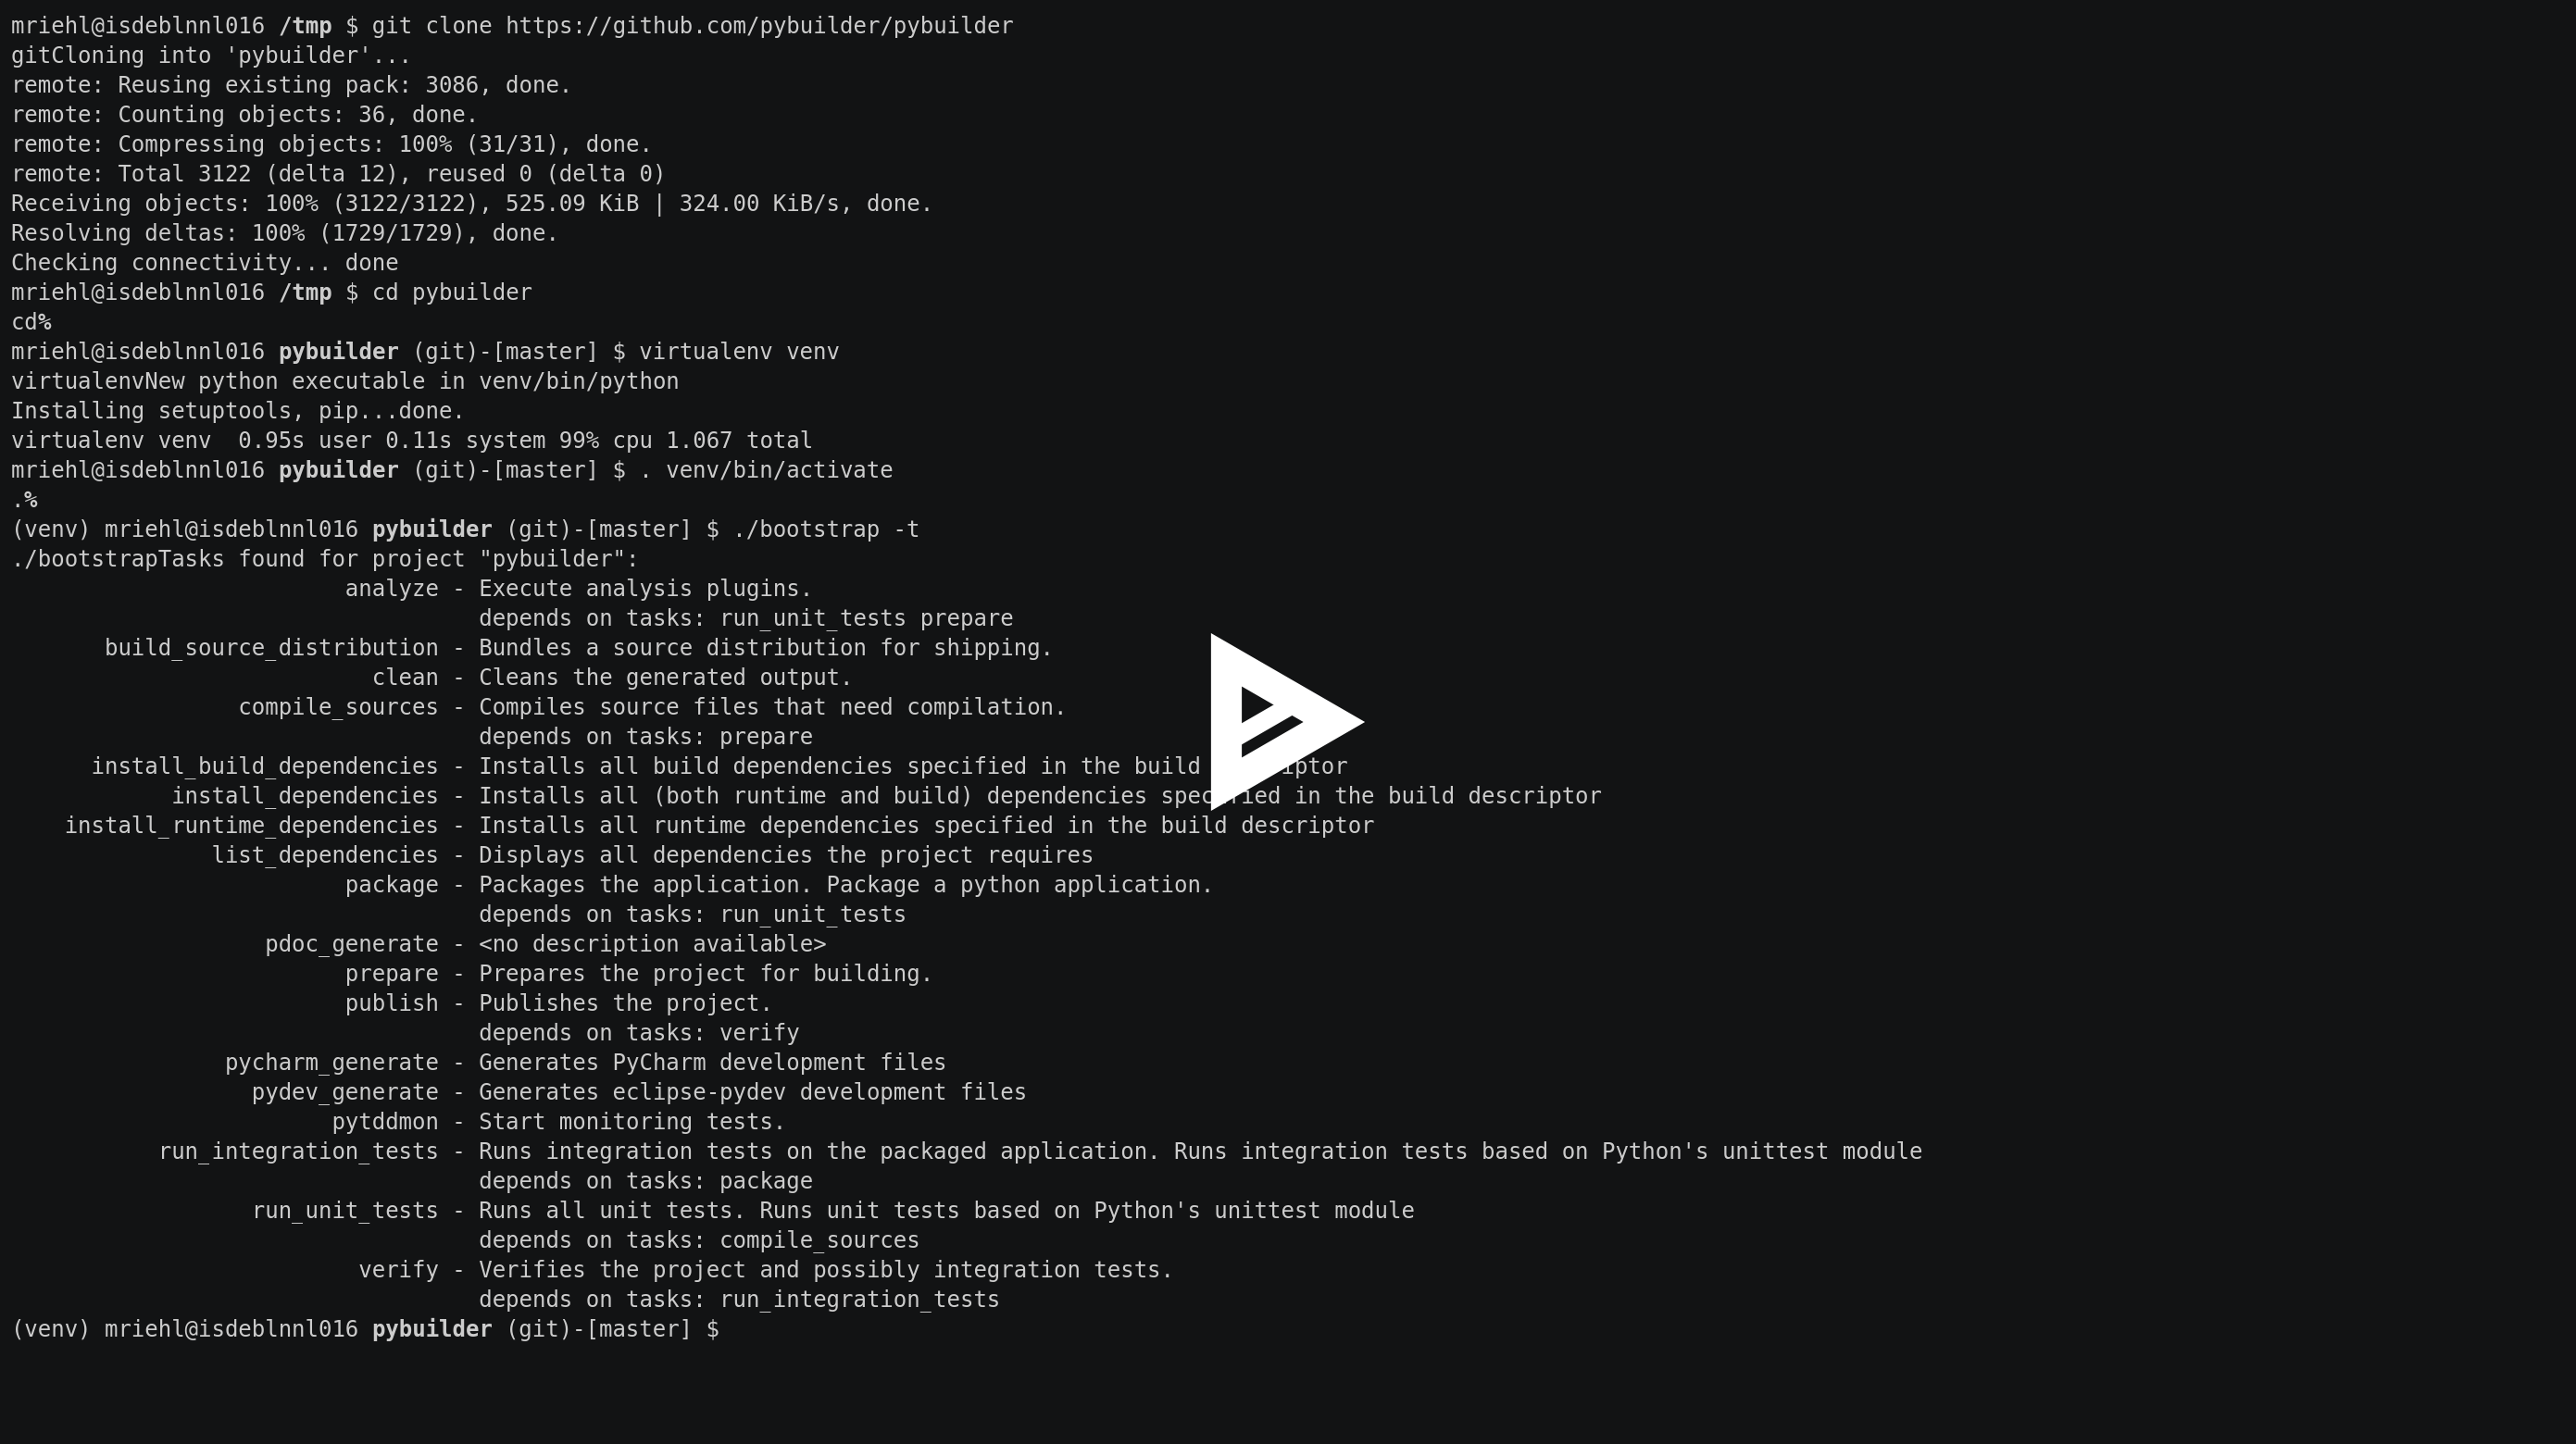 mriehl@isdeblnnl016 /tmp $ git clone https://github.com/pybuilder/pybuilder
gitCloning into 'pybuilder'...
remote: Reusing existing pack: 3086, done.
remote: Counting objects: 36, done.
remote: Compressing objects: 100% (31/31), done.
remote: Total 3122 (delta 12), reused 0 (delta 0)
Receiving objects: 100% (3122/3122), 525.09 KiB | 324.00 KiB/s, done.
Resolving deltas: 100% (1729/1729), done.
Checking connectivity... done
mriehl@isdeblnnl016 /tmp $ cd pybuilder
cd%
mriehl@isdeblnnl016 pybuilder (git)-[master] $ virtualenv venv
virtualenvNew python executable in venv/bin/python
Installing setuptools, pip...done.
virtualenv venv  0.95s user 0.11s system 99% cpu 1.067 total
mriehl@isdeblnnl016 pybuilder (git)-[master] $ . venv/bin/activate
.%
(venv) mriehl@isdeblnnl016 pybuilder (git)-[master] $ ./bootstrap -t
./bootstrapTasks found for project "pybuilder":
analyze - Execute analysis plugins.
depends on tasks: run_unit_tests prepare
build_source_distribution - Bundles a source distribution for shipping.
clean - Cleans the generated output.
compile_sources - Compiles source files that need compilation.
depends on tasks: prepare
install_build_dependencies - Installs all build dependencies specified in the build
install_dependencies - Installs all (both runtime and build) dependencies specified in the build descriptor
install_runtime_dependencies - Installs all runtime dependencies specified in the build descriptor
list_dependencies - Displays all dependencies the project requires
package - Packages the application. Package a python application.
depends on tasks: run_unit_tests
pdoc_generate - <no description available>
prepare - Prepares the project for building.
publish - Publishes the project.
depends on tasks: verify
pycharm_generate - Generates PyCharm development files
pydev_generate - Generates eclipse-pydev development files
pytddmon - Start monitoring tests.
run_integration_tests - Runs integration tests on the packaged application. Runs integration tests based on Python's unittest module
depends on tasks: package
run_unit_tests - Runs all unit tests. Runs unit tests based on Python's unittest module
depends on tasks: compile_sources
verify - Verifies the project and possibly integration tests.
depends on tasks: run_integration_tests
(venv) mriehl@isdeblnnl016 pybuilder (git)-[master] $